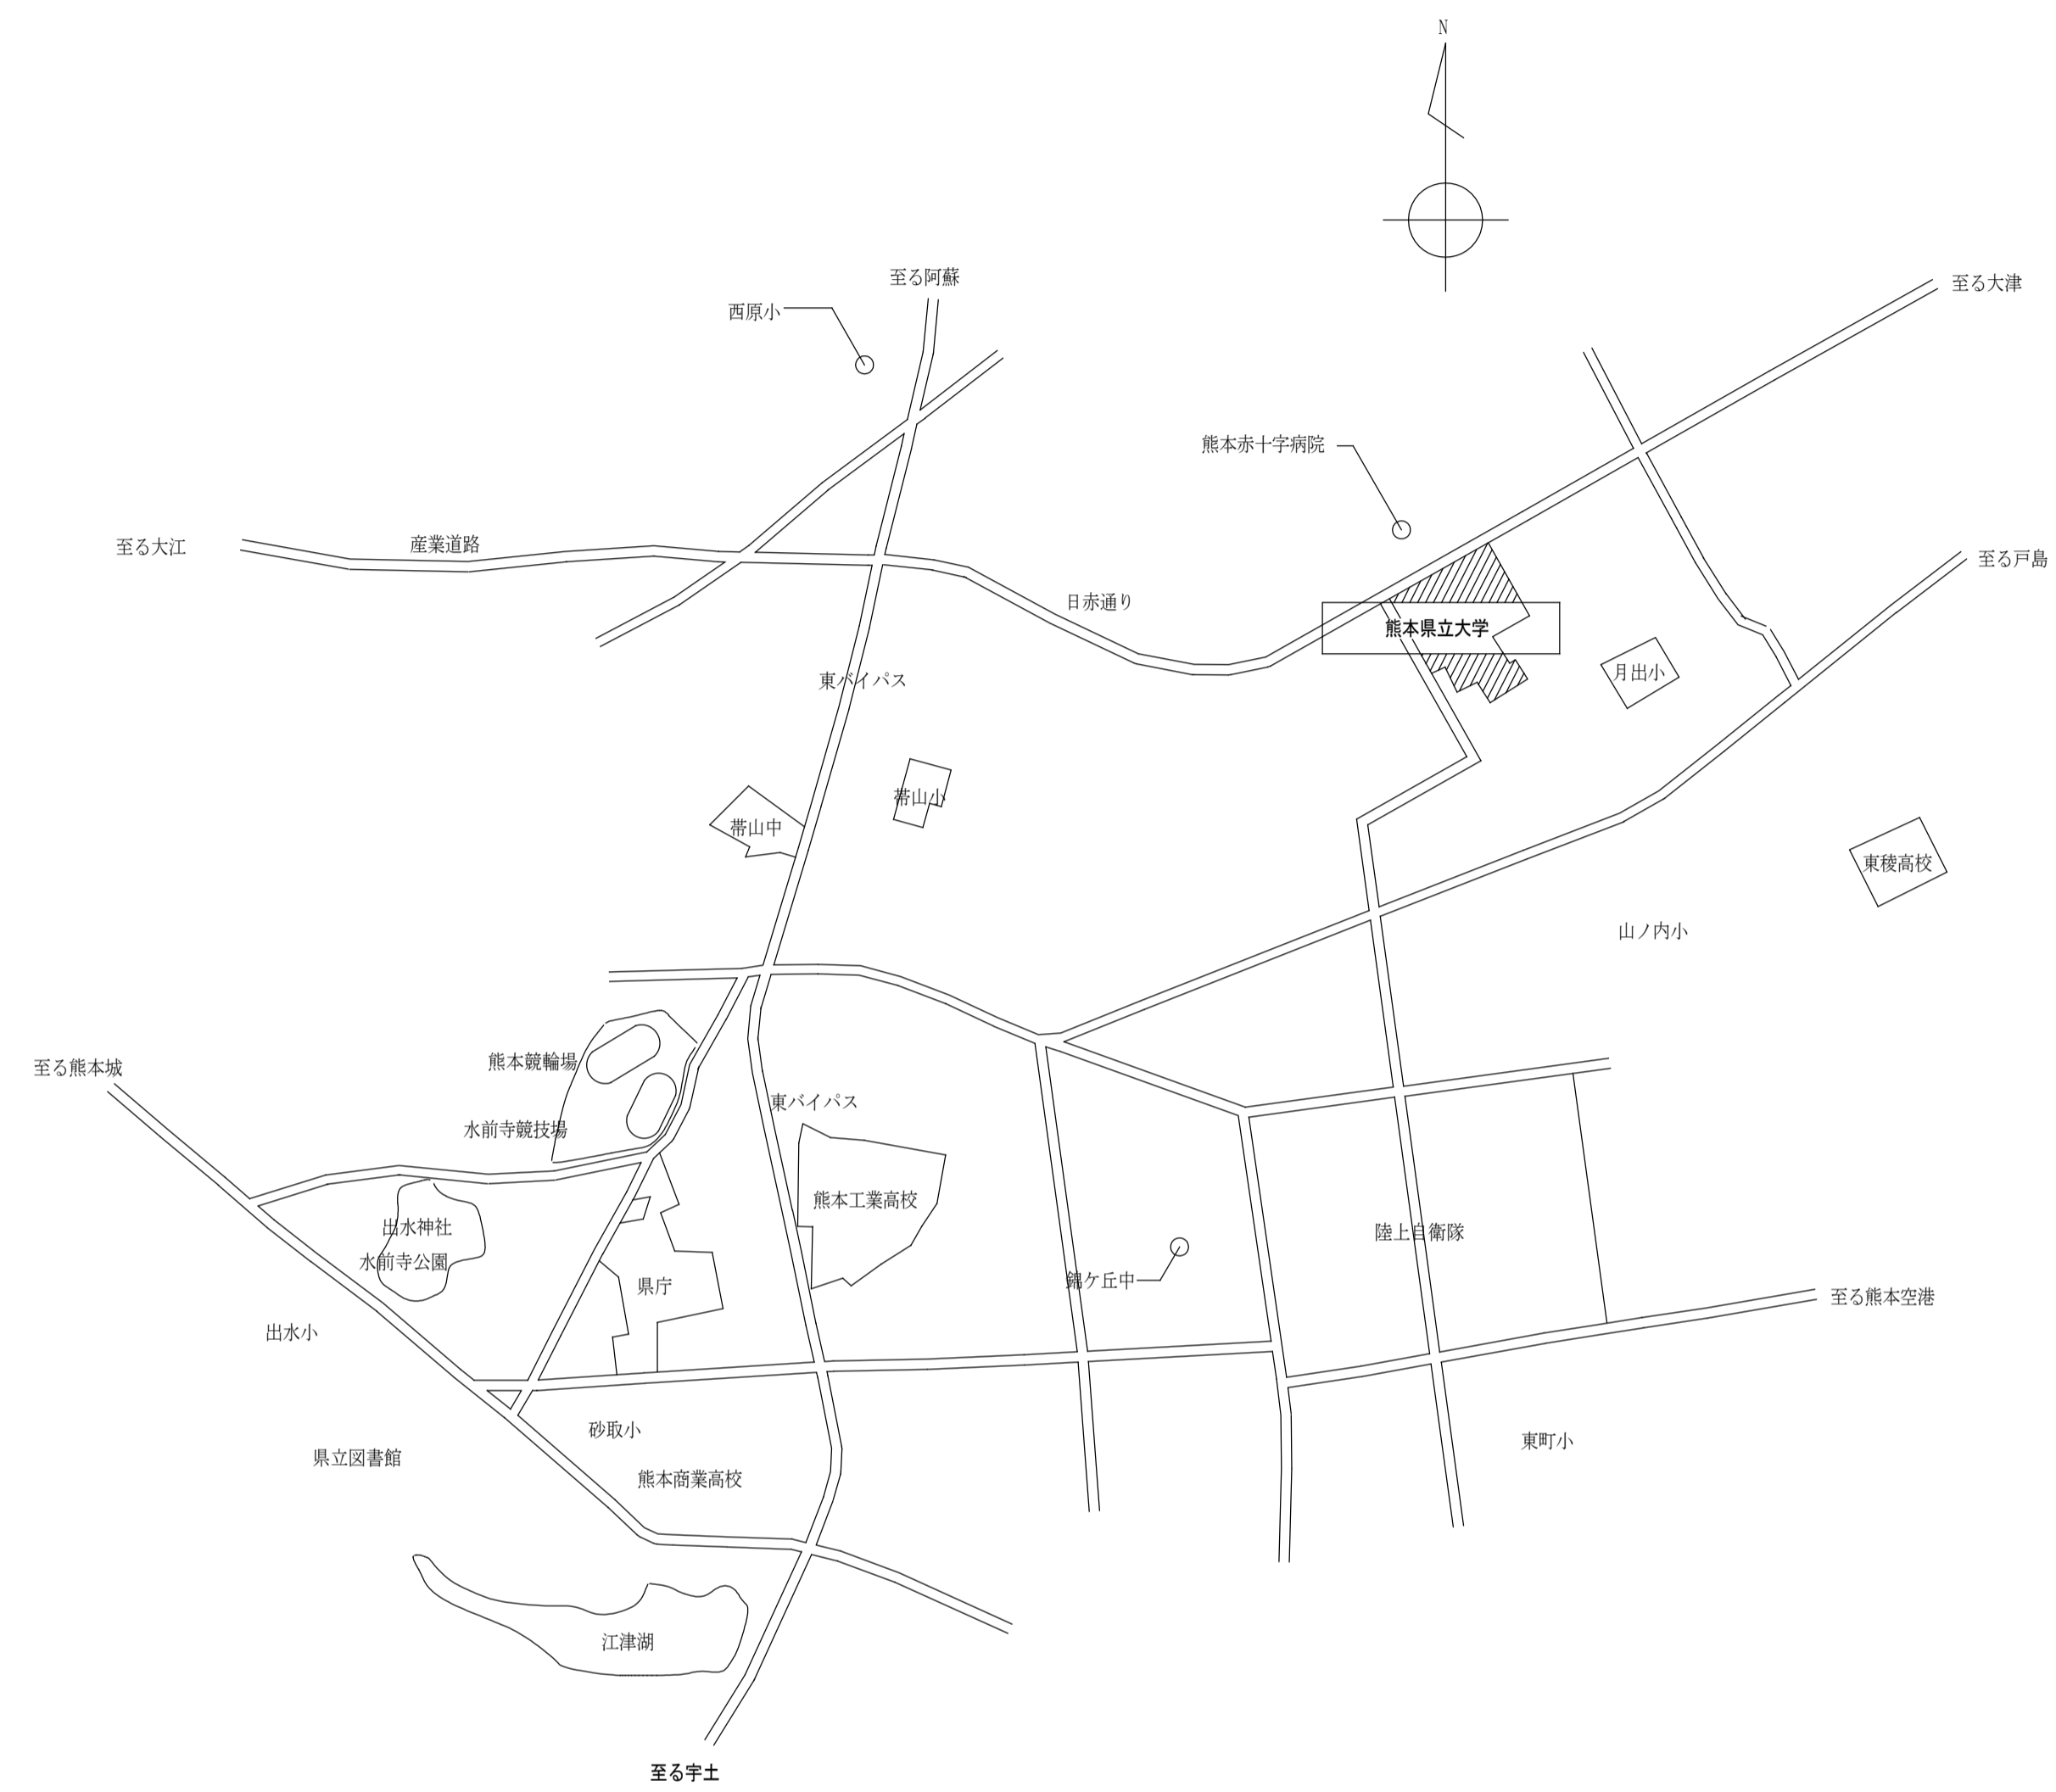 N
至る阿蘇
至る大津
西原小
熊本赤十字病院
至る大江
産業道路
至る戸島
日赤通り
熊本県立大学
月出小
東バイパス
帯山小
帯山中
東稜高校
山ノ内小
熊本競輪場
至る熊本城
東バイパス
水前寺競技場
熊本工業高校
出水神社
陸上自衛隊
水前寺公園
錦ケ丘中
県庁
至る熊本空港
出水小
砂取小
東町小
県立図書館
熊本商業高校
江津湖
至る宇土